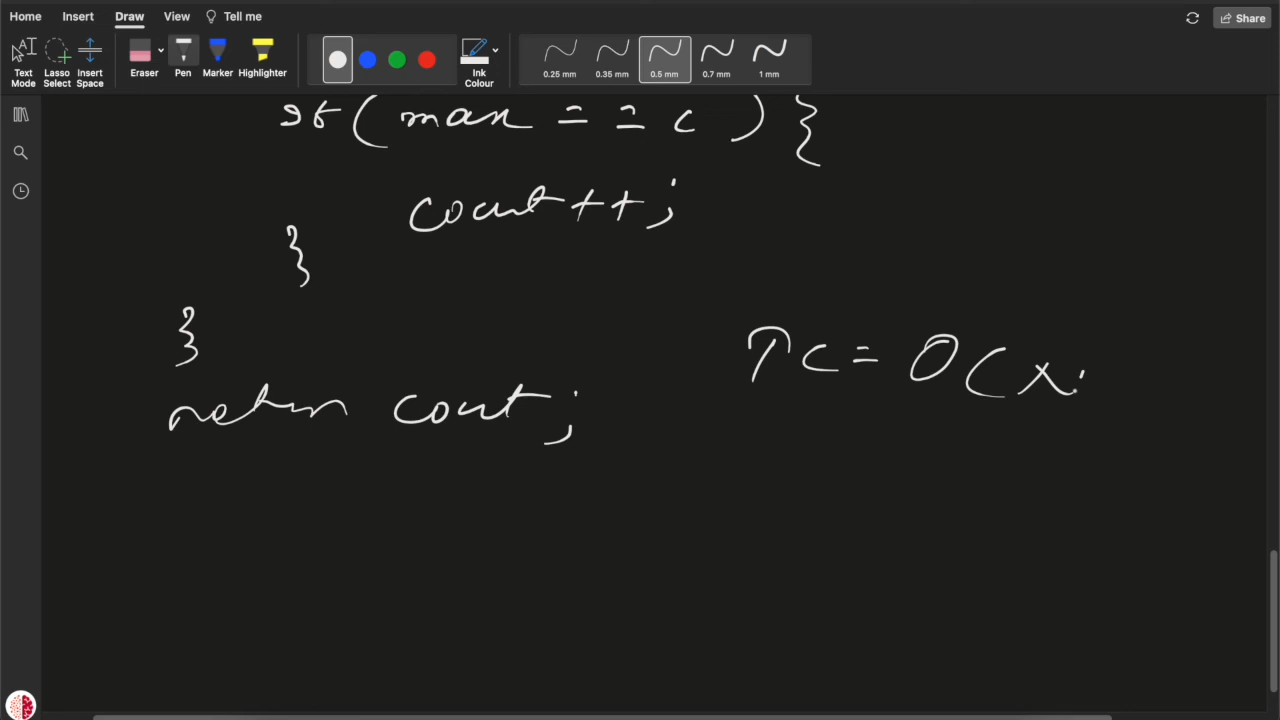 Home Insert Draw View Tell me Share
Text Mode Lasso Select Insert Space Eraser Pen Marker Highlighter Ink Colour 0.25 mm 0.35 mm 0.5 mm 0.7 mm 1 mm
if ( max == c ) {
count ++ ;
}
}
return count ;
TC = O( x